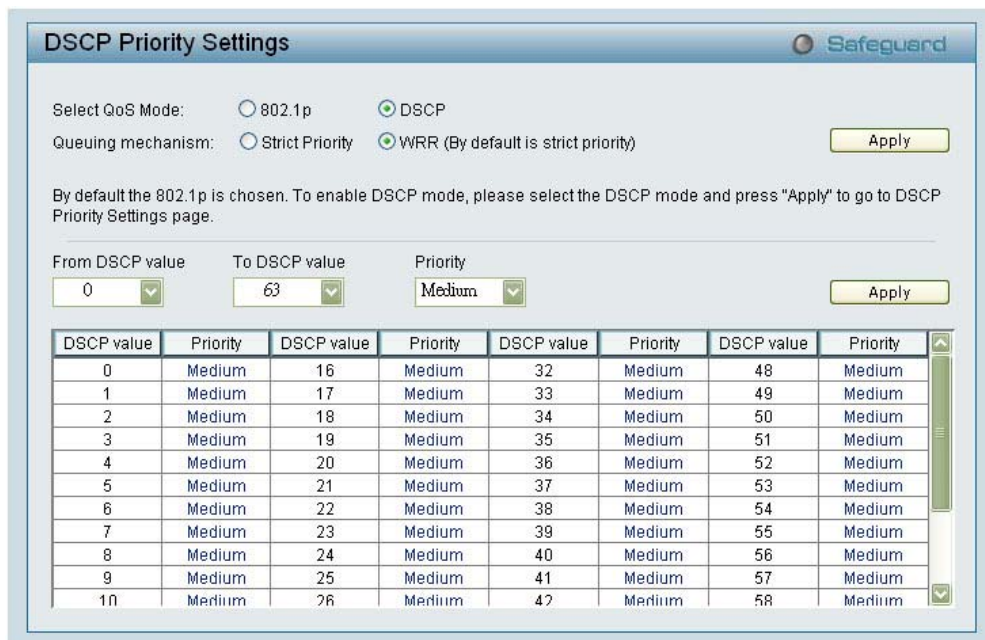 DSCP Priority Settings
Safeguard
Select QoS Mode: 802.1p DSCP
Queuing mechanism: Strict Priority WRR (By default is strict priority) Apply
By default the 802.1p is chosen. To enable DSCP mode, please select the DSCP mode and press "Apply" to go to DSCP
Priority Settings page.
From DSCP value To DSCP value Priority
0 63 Medium Apply
DSCP value Priority DSCP value Priority DSCP value Priority DSCP value Priority
0 Medium 16 Medium 32 Medium 48 Medium
1 Medium 17 Medium 33 Medium 49 Medium
2 Medium 18 Medium 34 Medium 50 Medium
3 Medium 19 Medium 35 Medium 51 Medium
4 Medium 20 Medium 36 Medium 52 Medium
5 Medium 21 Medium 37 Medium 53 Medium
6 Medium 22 Medium 38 Medium 54 Medium
7 Medium 23 Medium 39 Medium 55 Medium
8 Medium 24 Medium 40 Medium 56 Medium
9 Medium 25 Medium 41 Medium 57 Medium
10 Medium 26 Medium 42 Medium 58 Medium